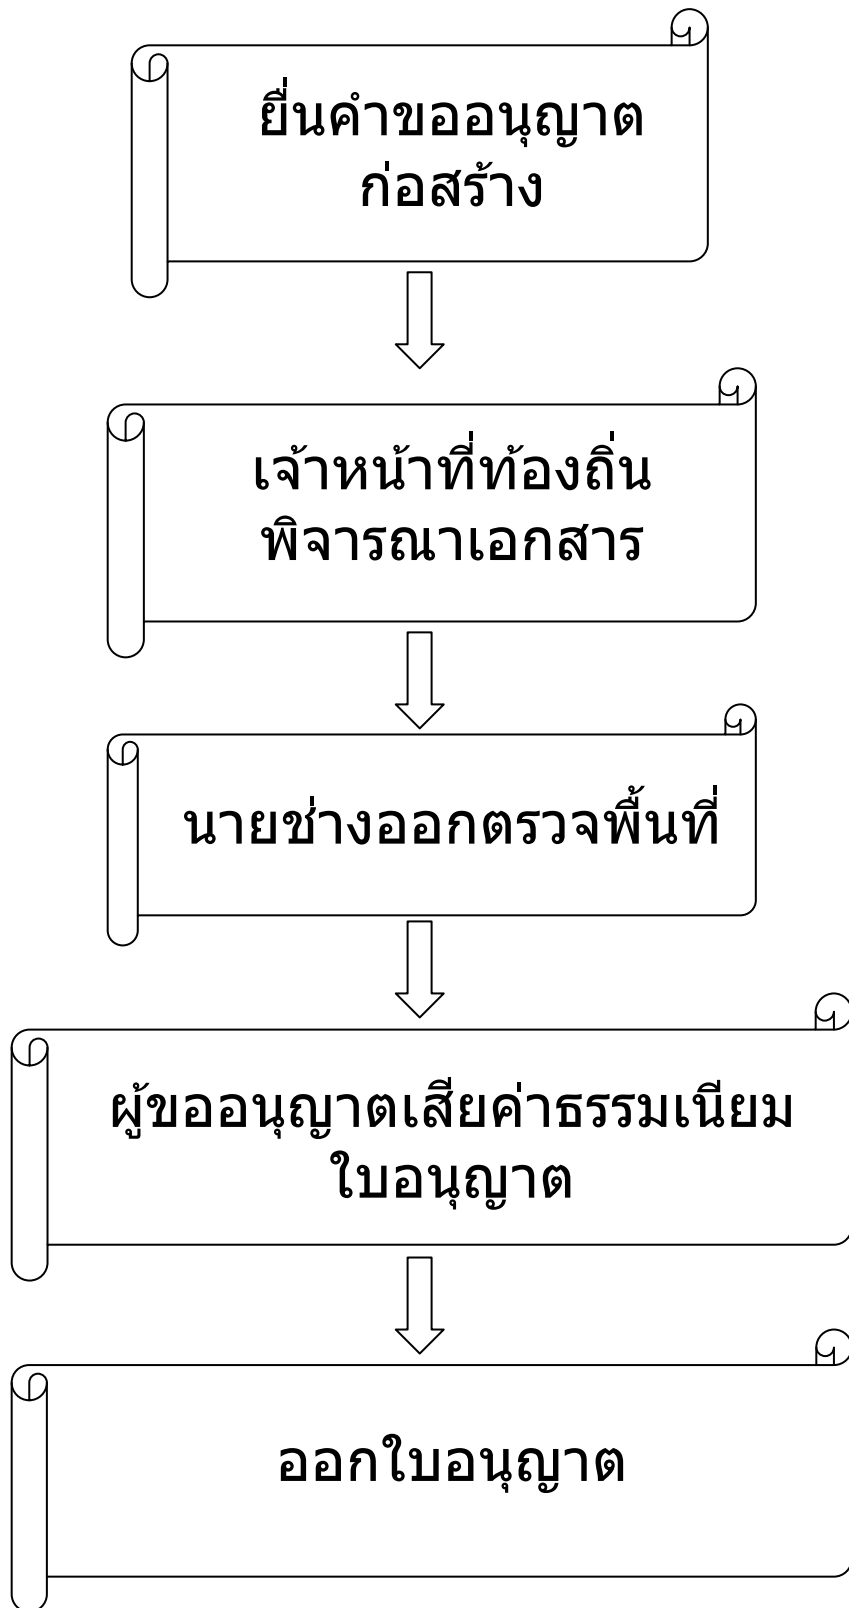 ยื่นคำขออนุญาต
ก่อสร้าง
เจ้าหน้าที่ท้องถิ่น
พิจารณาเอกสาร
นายช่างออกตรวจพื้นที่
ผู้ขออนุญาตเสียค่าธรรมเนียม
ใบอนุญาต
ออกใบอนุญาต